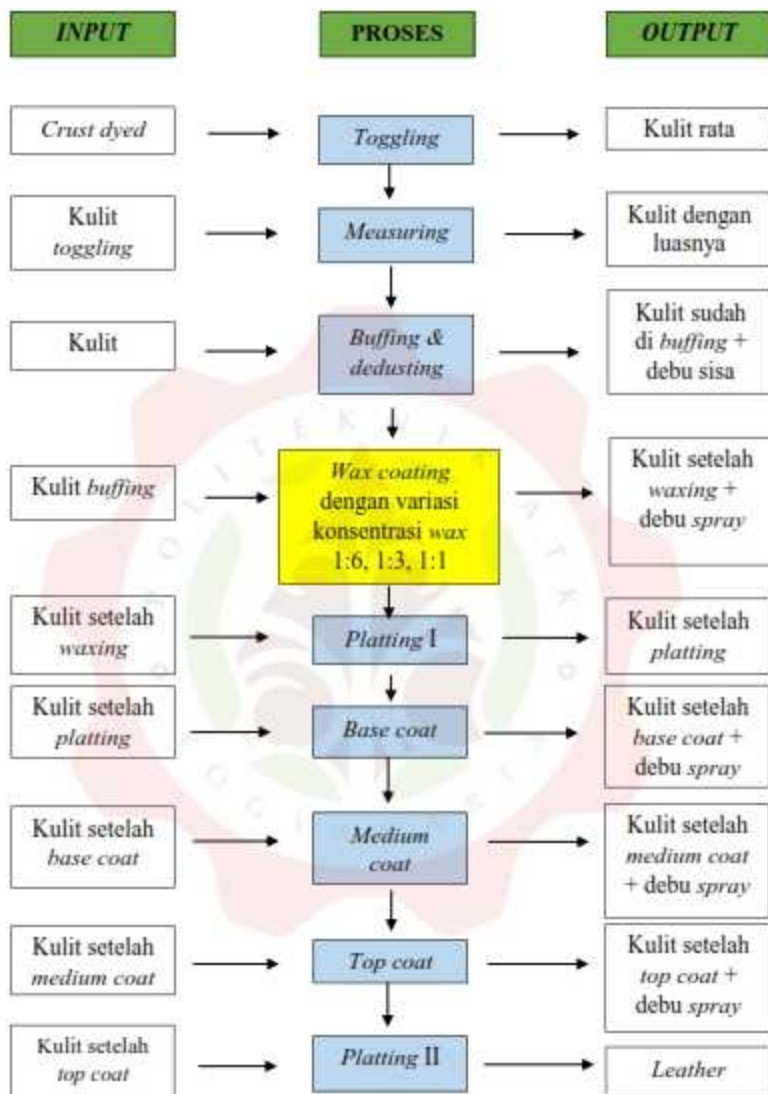 INPUT
PROSES
OUTPUT
Crust dyed
Toggling
Kulit rata
Kulit
toggling
Measuring
Kulit dengan
luasnya
Kulit
Buffing &
dedusting
Kulit sudah
di buffing +
debu sisa
Kulit buffing
Wax coating
dengan variasi
konsentrasi wax
1:6, 1:3, 1:1
Kulit setelah
waxing +
debu spray
Kulit setelah
waxing
Platting I
Kulit setelah
platting
Kulit setelah
platting
Base coat
Kulit setelah
base coat +
debu spray
Kulit setelah
base coat
Medium
coat
Kulit setelah
medium coat
+ debu spray
Kulit setelah
medium coat
Top coat
Kulit setelah
top coat +
debu spray
Kulit setelah
top coat
Platting II
Leather